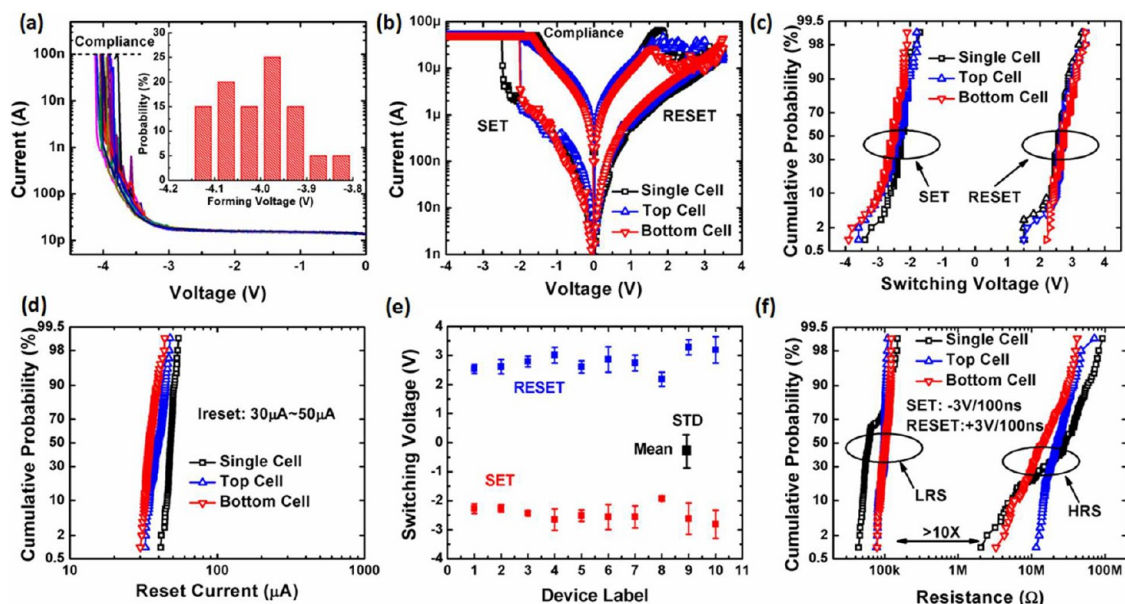 (a)
Compliance
100n
10n
1n
100p
10p
Current (A)
-4 -3 -2 -1 0
Voltage (V)
30
25
20
15
10
5
0
Probability (%)
-4.2 -4.1 -4.0 -3.9 -3.8
Forming Voltage (V)
(b)
100µ
10µ
1µ
100n
10n
1n
Current (A)
Compliance
SET
RESET
Single Cell
Top Cell
Bottom Cell
-4 -3 -2 -1 0 1 2 3 4
Voltage (V)
(c)
99.5
98
90
70
50
30
10
2
0.5
Cumulative Probability (%)
Single Cell
Top Cell
Bottom Cell
SET
RESET
-4 -3 -2 -1 0 1 2 3 4
Switching Voltage (V)
(d)
99.5
98
90
70
50
30
10
2
0.5
Cumulative Probability (%)
Ireset: 30µA~50µA
Single Cell
Top Cell
Bottom Cell
10 100 1000
Reset Current (µA)
(e)
4
3
2
1
0
-1
-2
-3
-4
Switching Voltage (V)
RESET
STD
Mean
SET
0 1 2 3 4 5 6 7 8 9 10 11
Device Label
(f)
99.5
98
90
70
50
30
10
2
0.5
Cumulative Probability (%)
Single Cell
Top Cell
Bottom Cell
SET: -3V/100ns
RESET:+3V/100ns
LRS
HRS
>10X
100k 1M 10M 100M
Resistance (Ω)